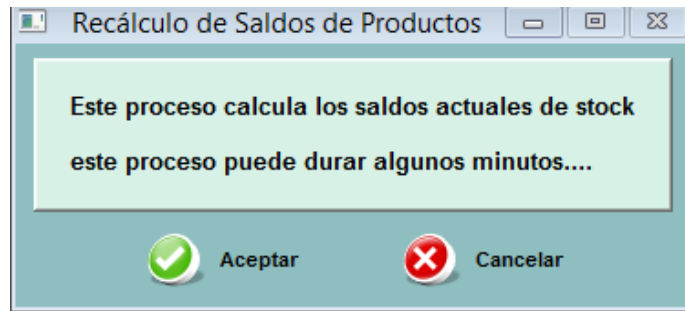 Recálculo de Saldos de Productos
Este proceso calcula los saldos actuales de stock
este proceso puede durar algunos minutos....
Aceptar
Cancelar